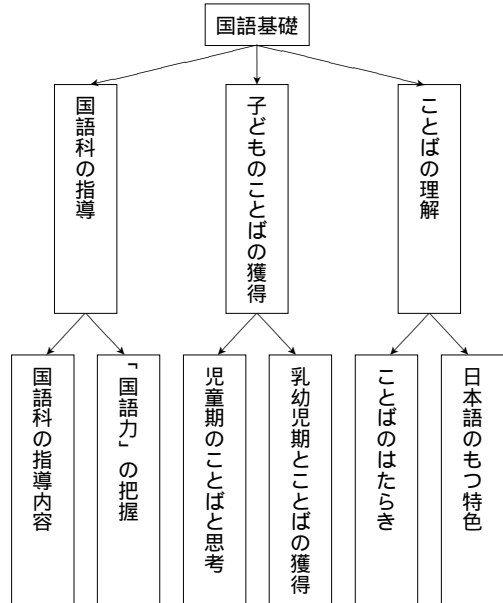 国語基礎
ことばの理解
子どものことばの獲得
国語科の指導
日本語のもつ特色
ことばのはたらき
乳幼児期とことばの獲得
児童期のことばと思考
「国語力」の把握
国語科の指導内容